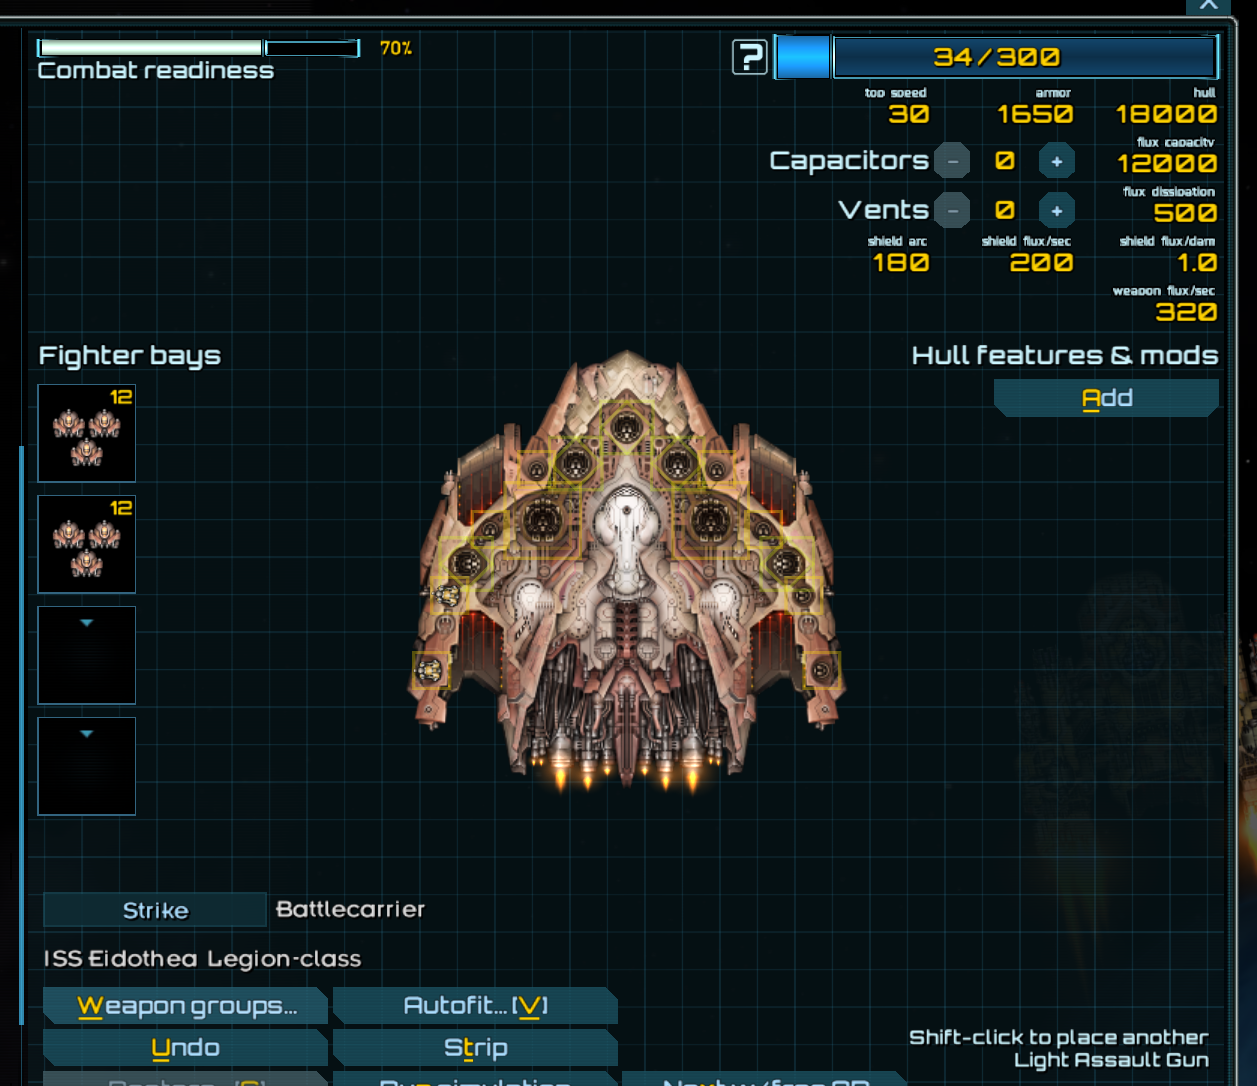 X
70%
Combat readiness
?
34/300
top speed
30
armor
1650
hull
18000
Capacitors
-
0
+
flux capacity
12000
Vents
-
0
+
flux dissipation
500
shield arc
180
shield flux/sec
200
shield flux/dam
1.0
weapon flux/sec
320
Fighter bays
Hull features & mods
12
Add
12
Strike
Battlecarrier
ISS Eidothea Legion-class
Weapon groups...
Autofit... [V]
Undo
Strip
Shift-click to place another
Light Assault Gun